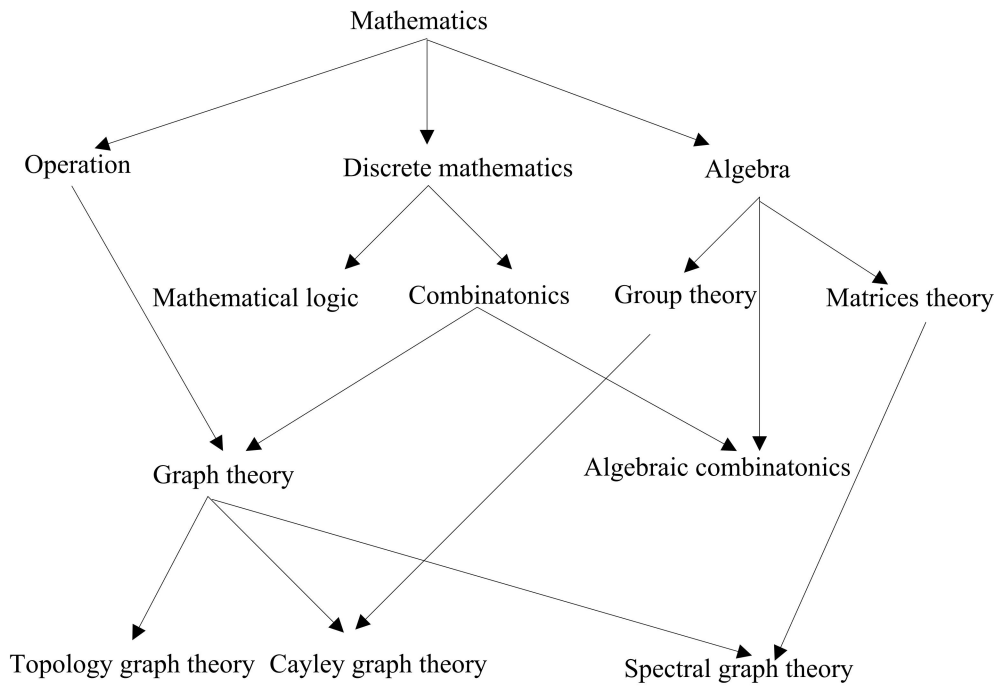 Mathematics
Operation
Discrete mathematics
Algebra
Mathematical logic
Combinatonics
Group theory
Matrices theory
Graph theory
Algebraic combinatonics
Topology graph theory
Cayley graph theory
Spectral graph theory